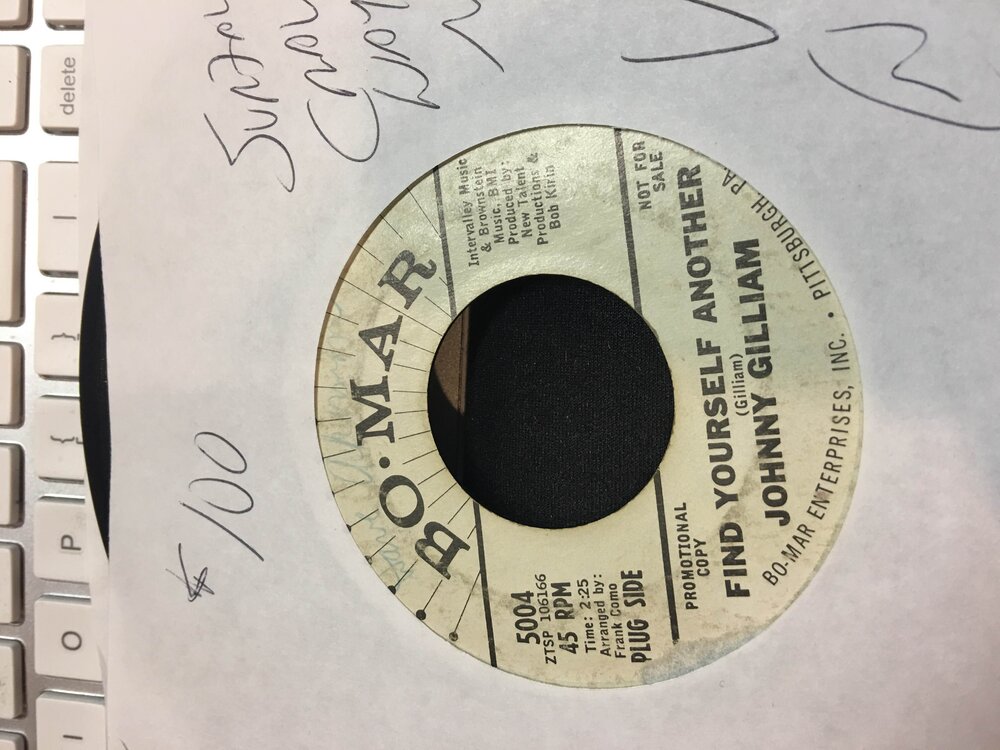 $100
BO·MAR
5004
ZTSP 106166
45 RPM
Time: 2:25
Arranged by:
Frank Como
PLUG SIDE
Intervalley Music
& Brownstein
Music, BMI
Produced by:
New Talent
Productions &
Bob Kirin
PROMOTIONAL
COPY
NOT FOR
SALE
FIND YOURSELF ANOTHER
(Gilliam)
JOHNNY GILLIAM
BO-MAR ENTERPRISES, INC. • PITTSBURGH, PA.
delete
P
O
I
{
}